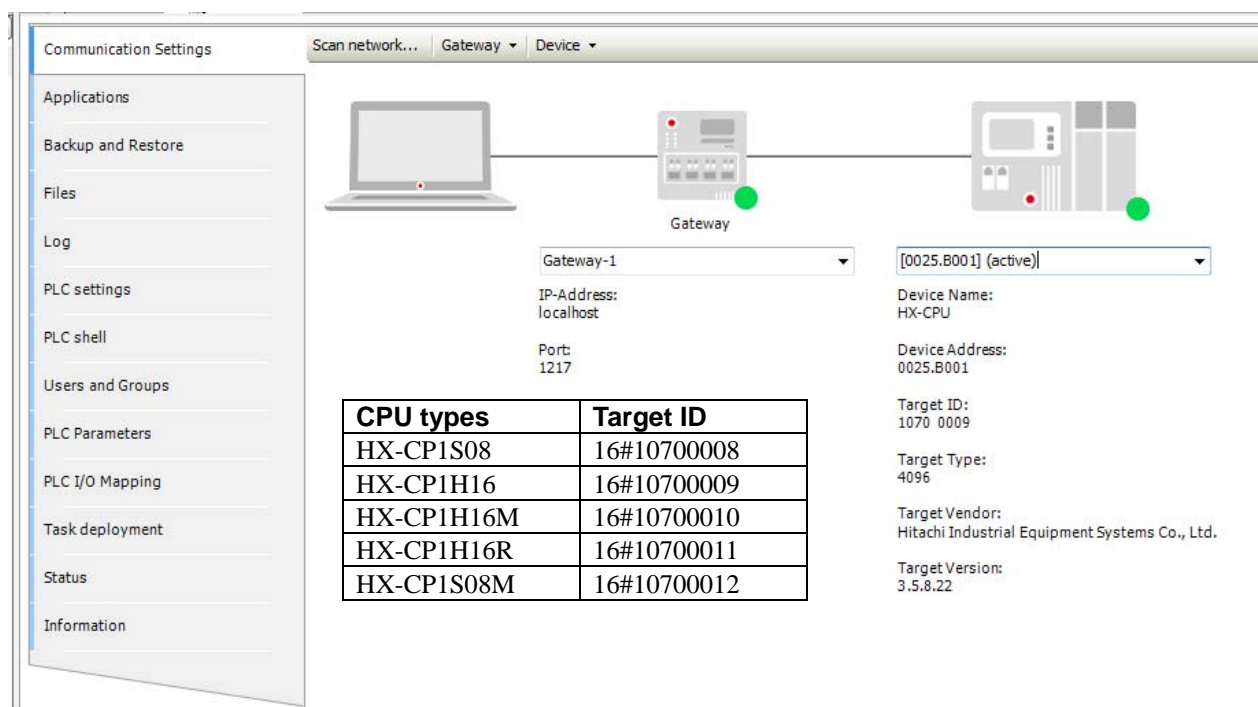 Communication Settings
Applications
Backup and Restore
Files
Log
PLC settings
PLC shell
Users and Groups
PLC Parameters
PLC I/O Mapping
Task deployment
Status
Information
Scan network... Gateway Device
Gateway
Gateway-1
IP-Address:
localhost
Port:
1217
[0025.B001] (active)
Device Name:
HX-CPU
Device Address:
0025.B001
Target ID:
1070 0009
Target Type:
4096
Target Vendor:
Hitachi Industrial Equipment Systems Co., Ltd.
Target Version:
3.5.8.22
CPU types Target ID
HX-CP1S08 16#10700008
HX-CP1H16 16#10700009
HX-CP1H16M 16#10700010
HX-CP1H16R 16#10700011
HX-CP1S08M 16#10700012